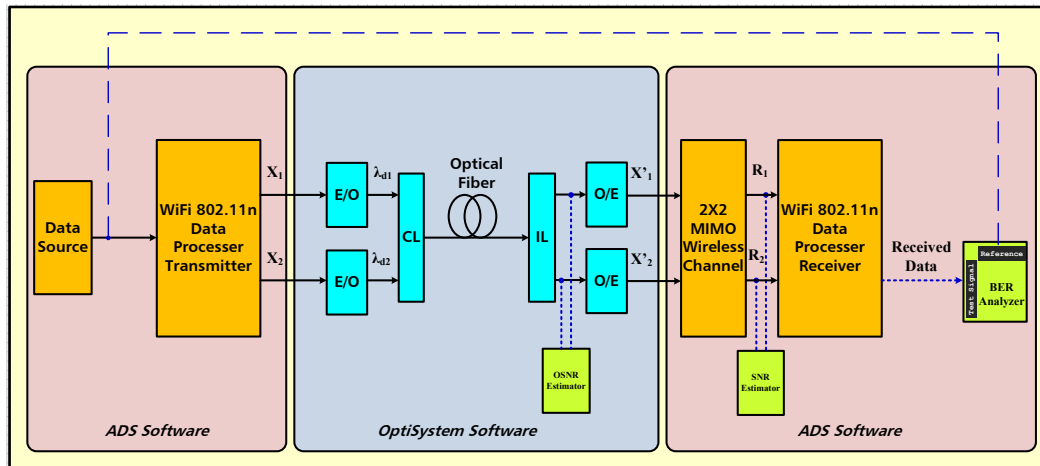 Data
Source
WiFi 802.11n
Data
Processer
Transmitter
X₁
X₂
E/O
E/O
λd1
λd2
CL
Optical
Fiber
IL
O/E
O/E
X'₁
X'₂
OSNR
Estimator
2X2
MIMO
Wireless
Channel
R₁
R₂
SNR
Estimator
WiFi 802.11n
Data
Processer
Receiver
Received
Data
Reference
Test Signal
BER
Analyzer
ADS Software
OptiSystem Software
ADS Software